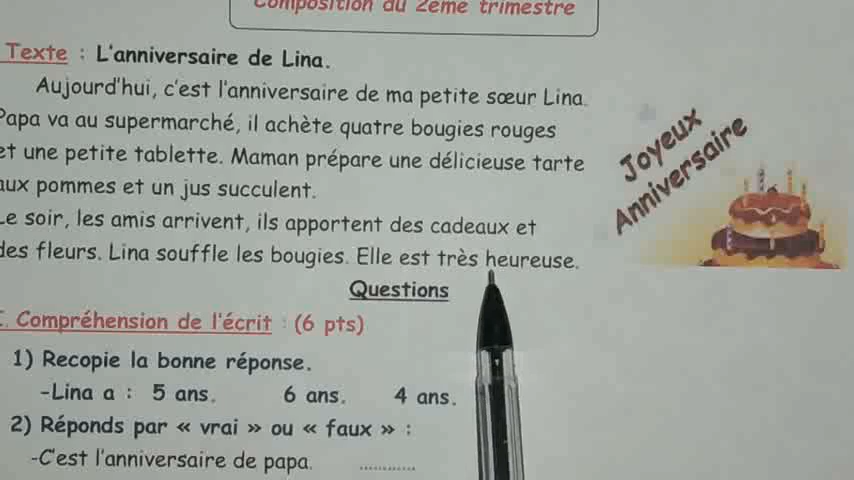 Composition du 2ème trimestre
Texte : L'anniversaire de Lina.
Aujourd'hui, c'est l'anniversaire de ma petite sœur Lina.
Papa va au supermarché, il achète quatre bougies rouges
et une petite tablette. Maman prépare une délicieuse tarte
aux pommes et un jus succulent.
Le soir, les amis arrivent, ils apportent des cadeaux et
des fleurs. Lina souffle les bougies. Elle est très heureuse.
Joyeux
Anniversaire
Questions
I. Compréhension de l'écrit : (6 pts)
1) Recopie la bonne réponse.
-Lina a : 5 ans. 6 ans. 4 ans.
2) Réponds par « vrai » ou « faux » :
-C'est l'anniversaire de papa. ............